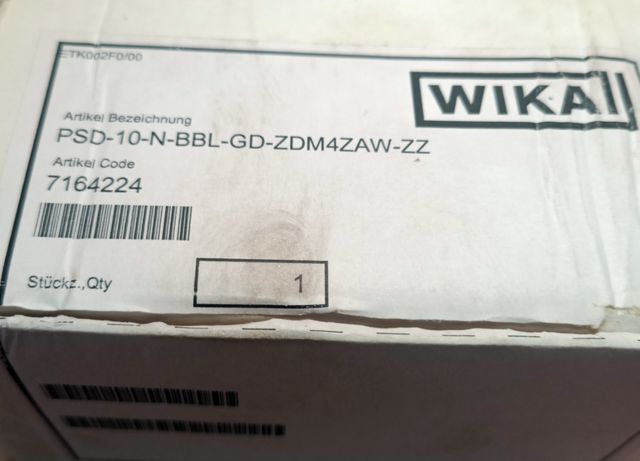 ETK002F0/00
WIKA
Artikel Bezeichnung
PSD-10-N-BBL-GD-ZDM4ZAW-ZZ
Artikel Code
7164224
Stückz.,Qty
1